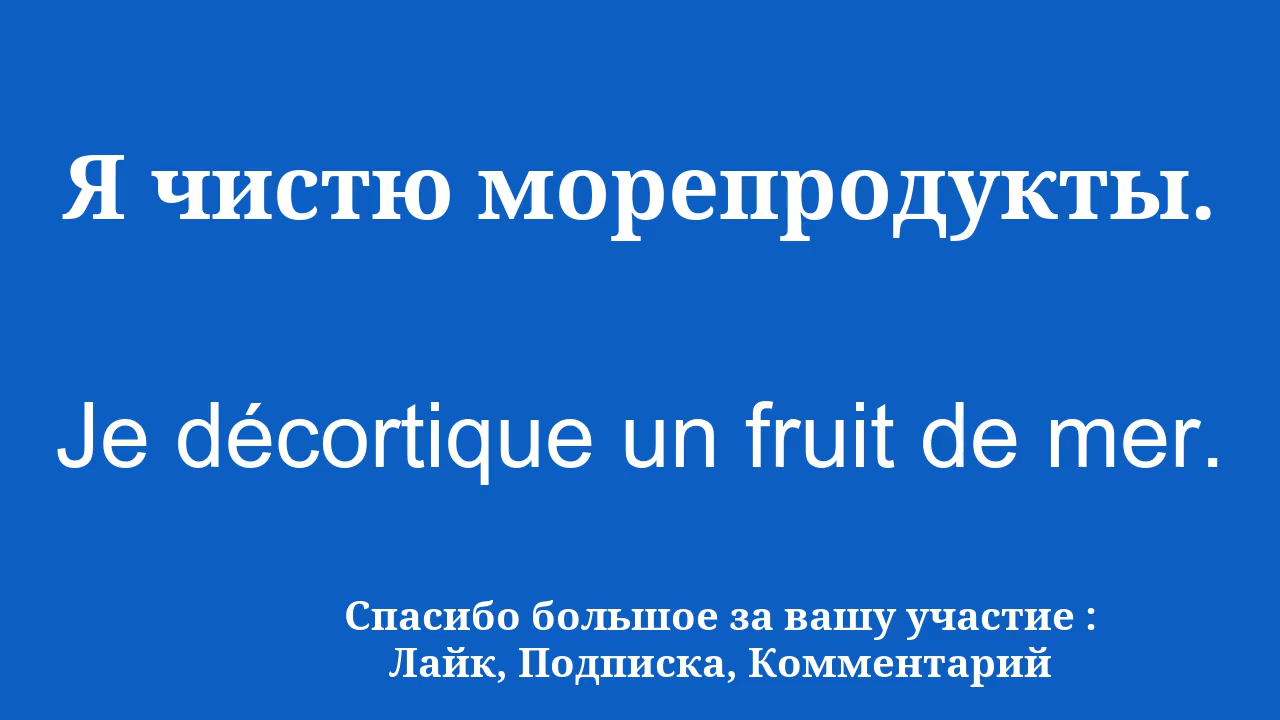 Я чистю морепродукты.
Je décortique un fruit de mer.
Спасибо большое за вашу участие :
Лайк, Подписка, Комментарий